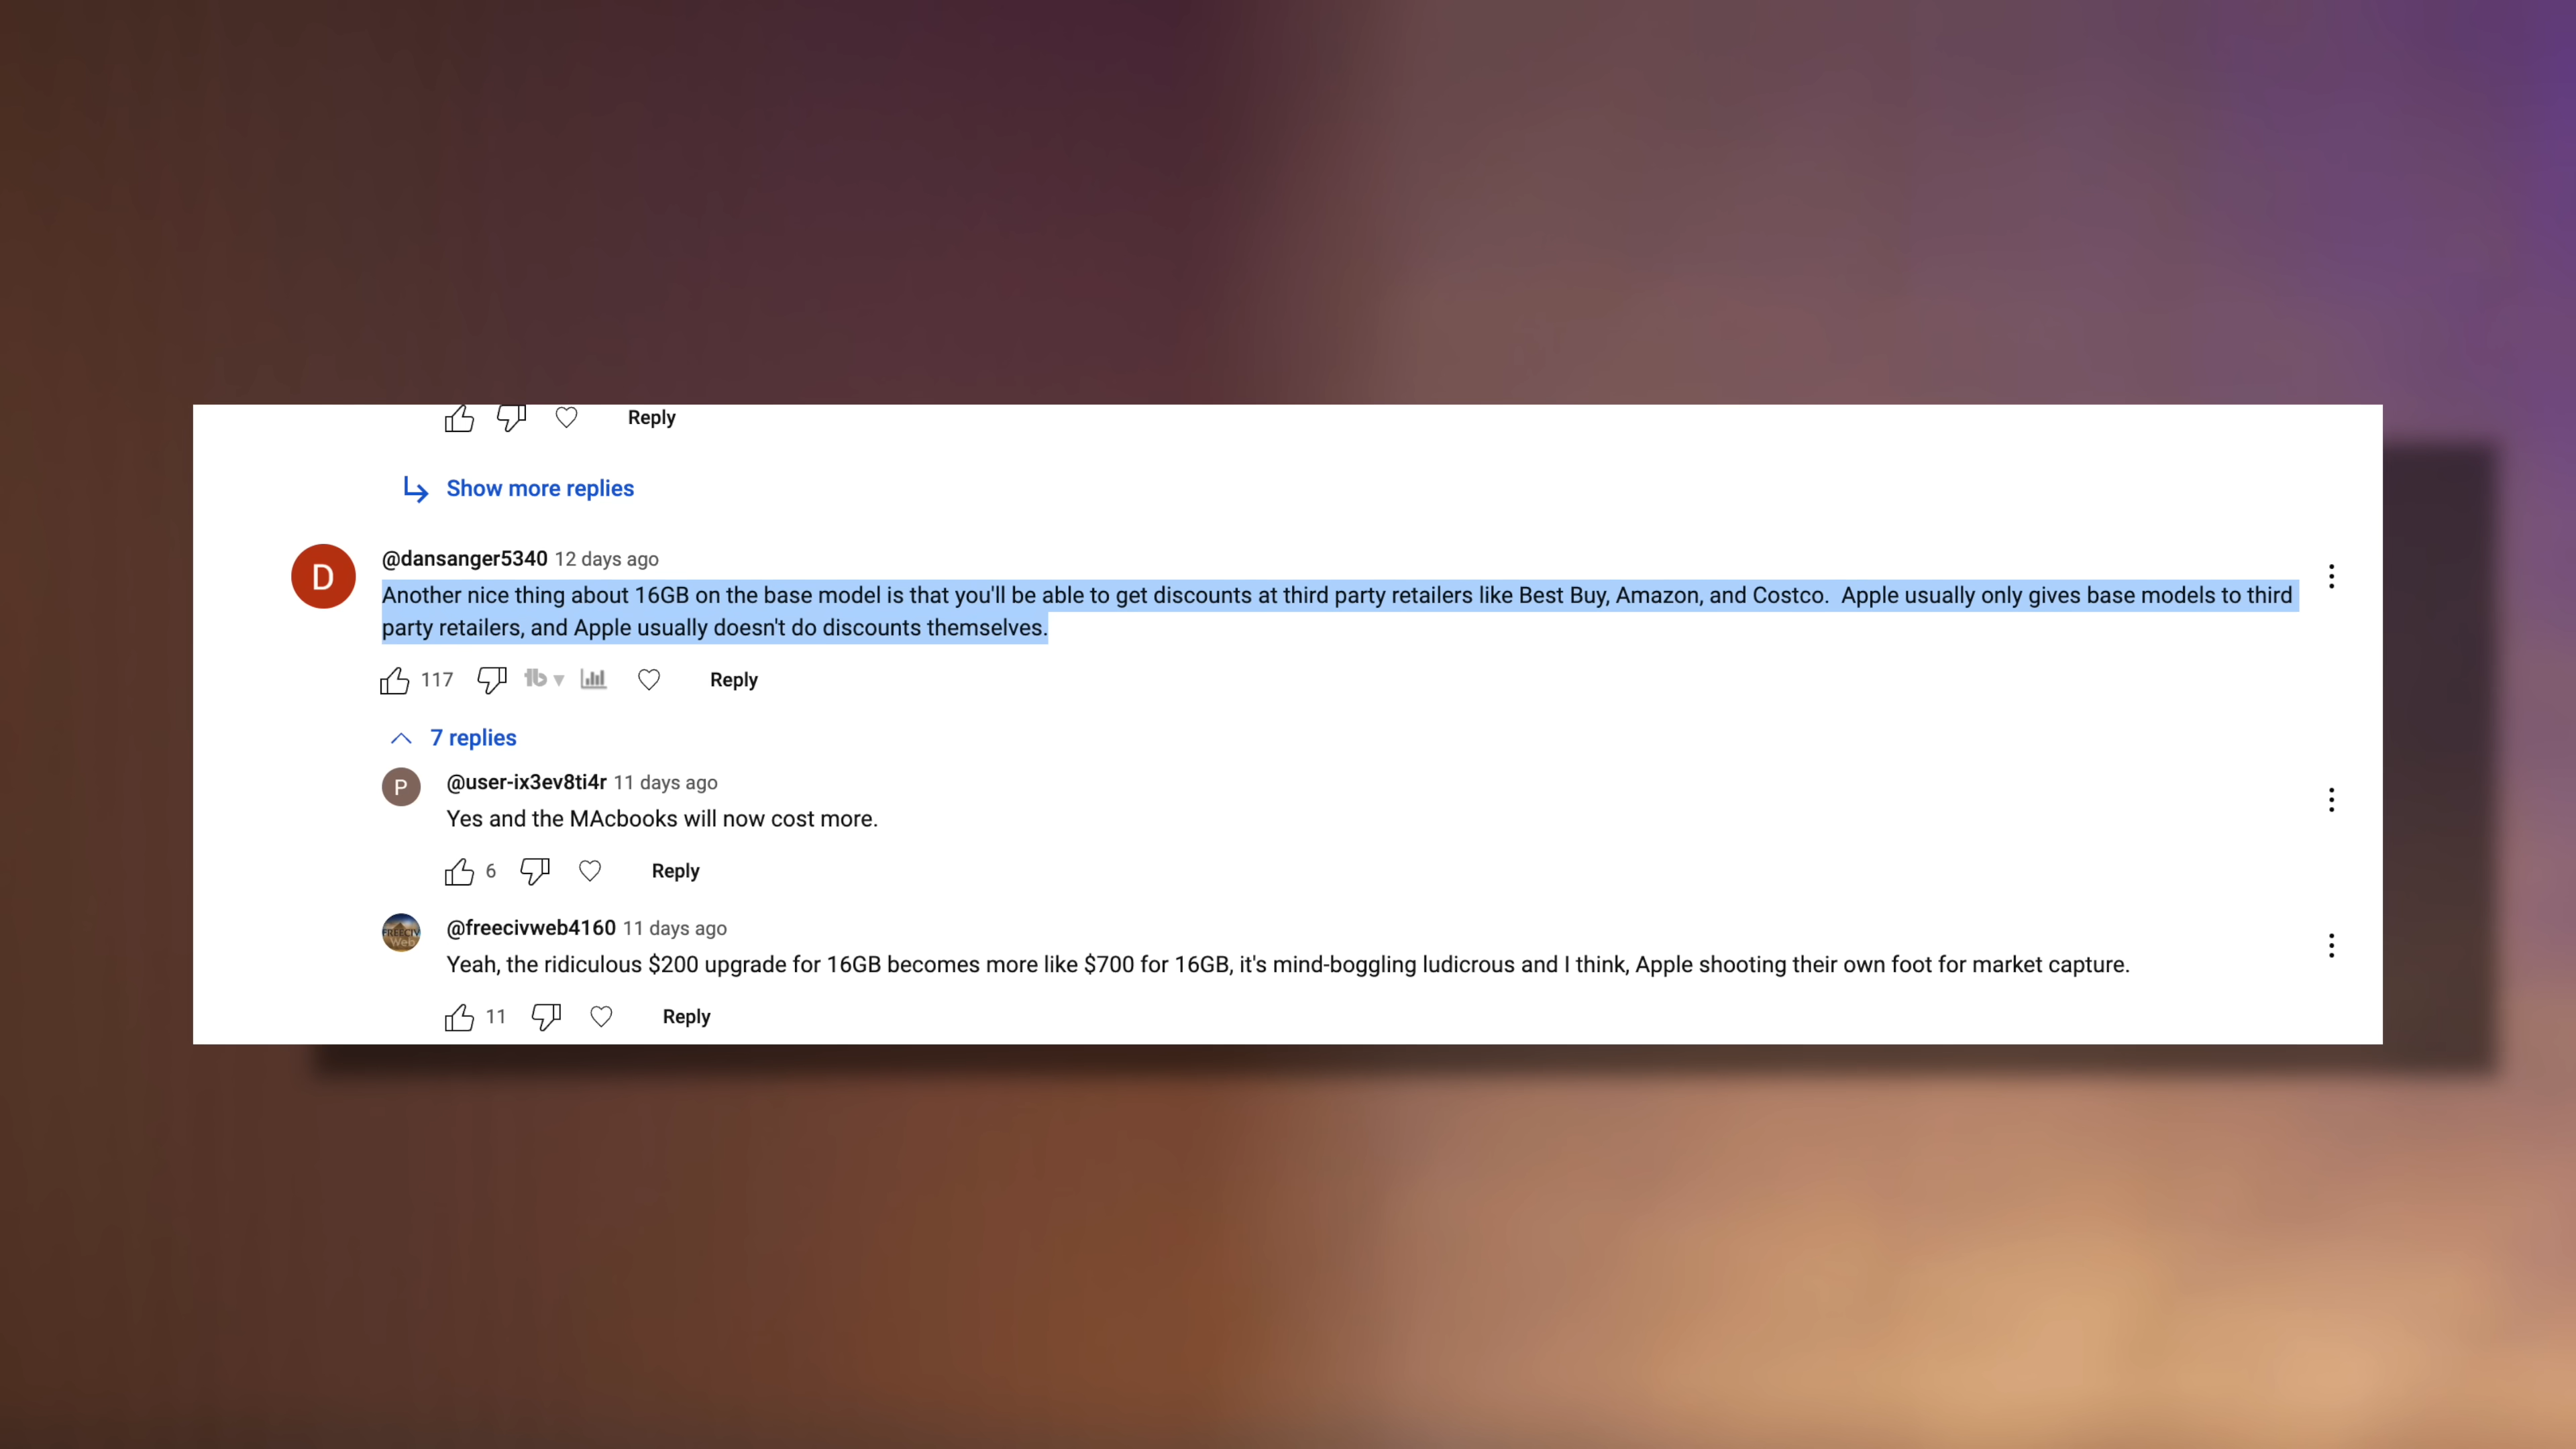 Reply
Show more replies
D
@dansanger5340 12 days ago
Another nice thing about 16GB on the base model is that you'll be able to get discounts at third party retailers like Best Buy, Amazon, and Costco.  Apple usually only gives base models to third
party retailers, and Apple usually doesn't do discounts themselves.
117 Reply
7 replies
P
@user-ix3ev8ti4r 11 days ago
Yes and the MAcbooks will now cost more.
6 Reply
FREECIV
Web
@freecivweb4160 11 days ago
Yeah, the ridiculous $200 upgrade for 16GB becomes more like $700 for 16GB, it's mind-boggling ludicrous and I think, Apple shooting their own foot for market capture.
11 Reply